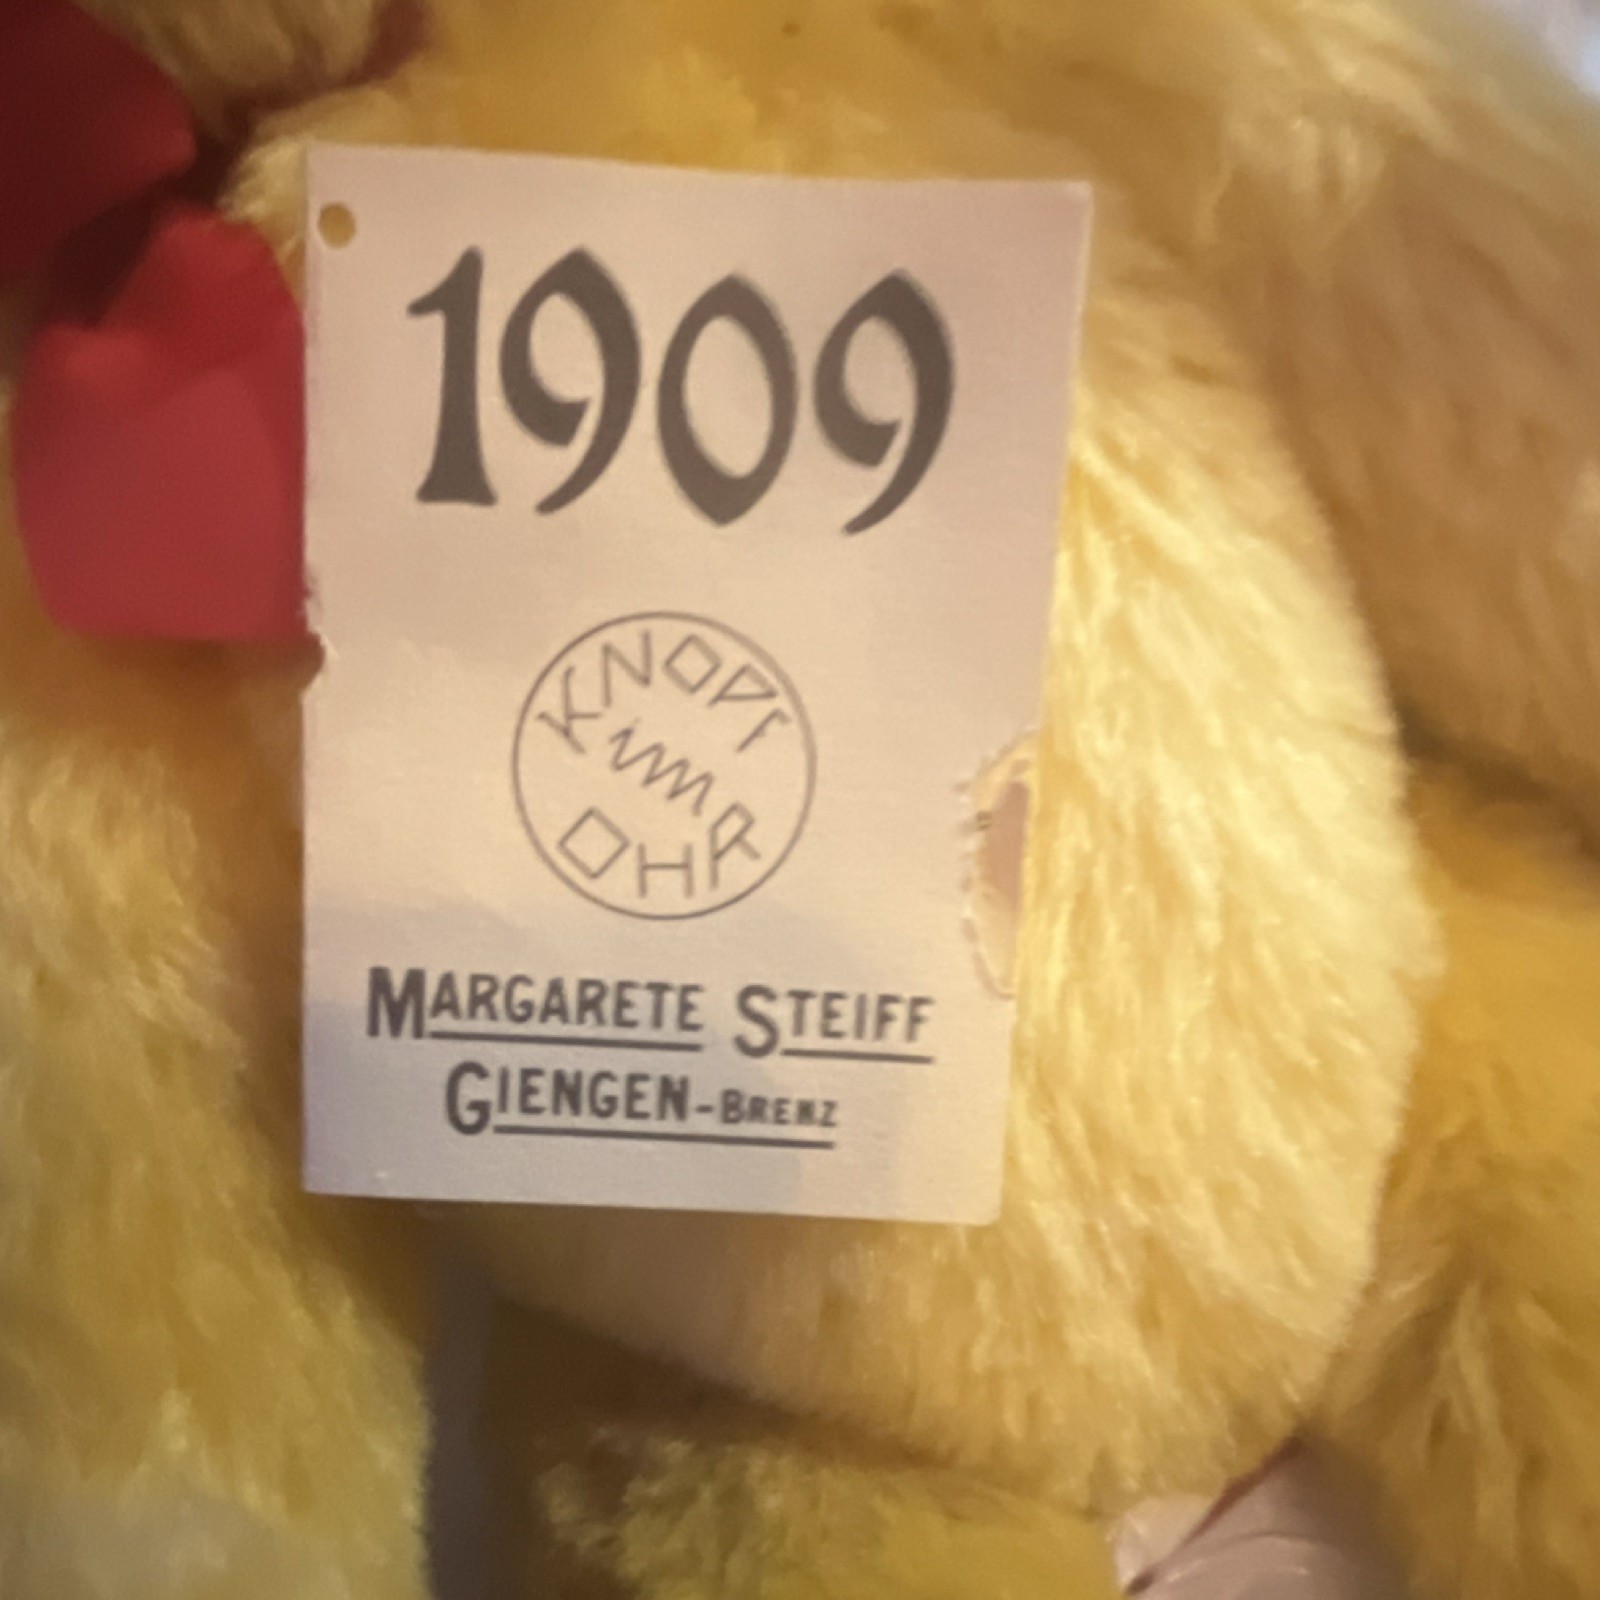 1909
KNOPF
im
OHR
MARGARETE STEIFF
GIENGEN-BRENZ